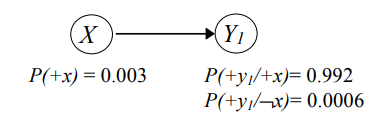 X Y₁
P(+x) = 0.003 P(+y₁/+x)= 0.992
P(+y₁/¬x)= 0.0006